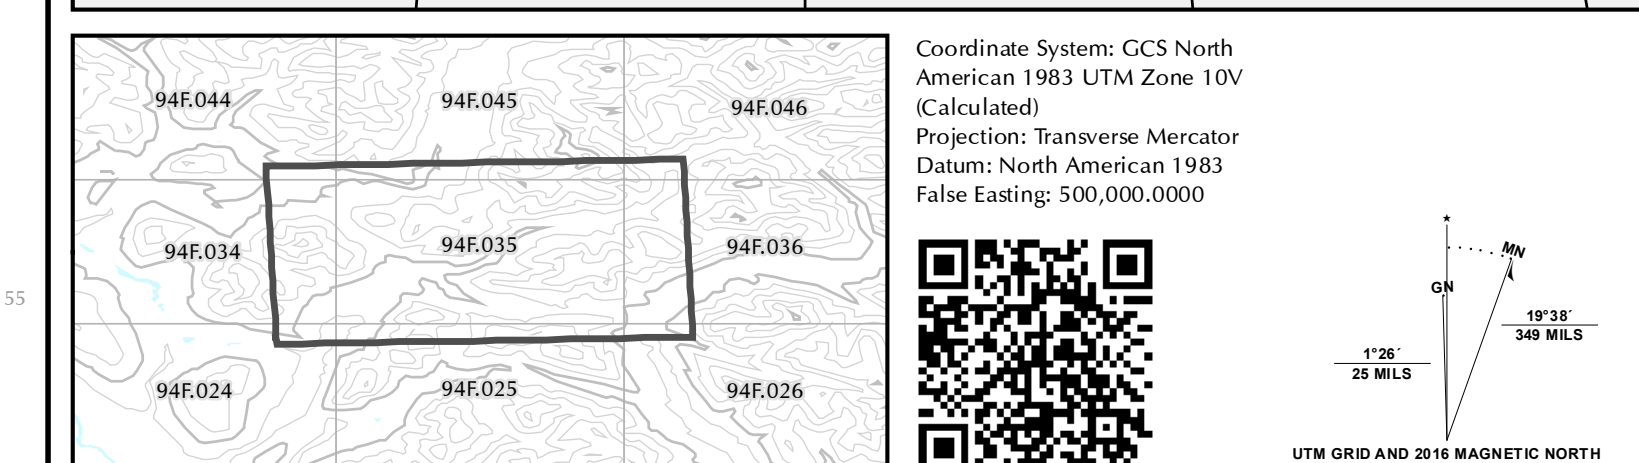 94F.044
94F.045
94F.046
94F.034
94F.035
94F.036
94F.024
94F.025
94F.026
55
Coordinate System: GCS North
American 1983 UTM Zone 10V
(Calculated)
Projection: Transverse Mercator
Datum: North American 1983
False Easting: 500,000.0000
MN
GN
19°38´
349 MILS
1°26´
25 MILS
UTM GRID AND 2016 MAGNETIC NORTH